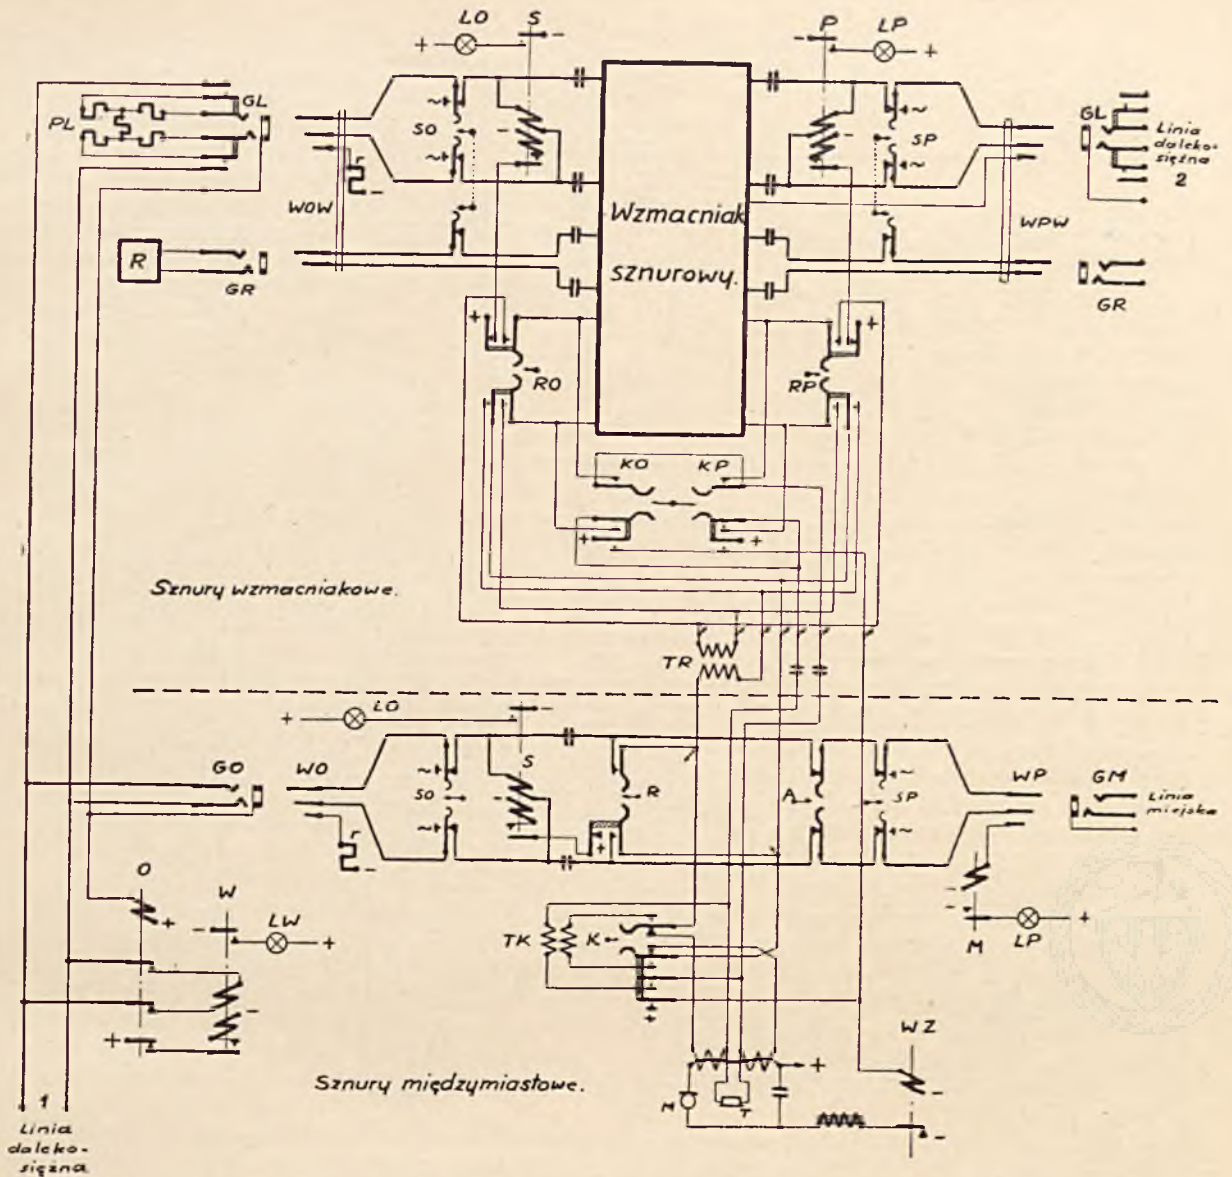 LO S
P LP
PL GL
SO
SP
GL
Linia
daleko-
siężna
2
WOW
WPW
R GR
GR
Wzmacniak
sznurowy.
RO
RP
KO KP
Sznury wzmacniakowe.
TR
LO
S
GO WO
SO
R
A
SP
WP GM
Linia
miejska
M LP
O W
LW
TK K
WZ
M T
Sznury międzymiastowe.
1
Linia
daleko-
siężna